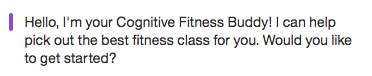 Hello, I'm your Cognitive Fitness Buddy! I can help
pick out the best fitness class for you. Would you like
to get started?